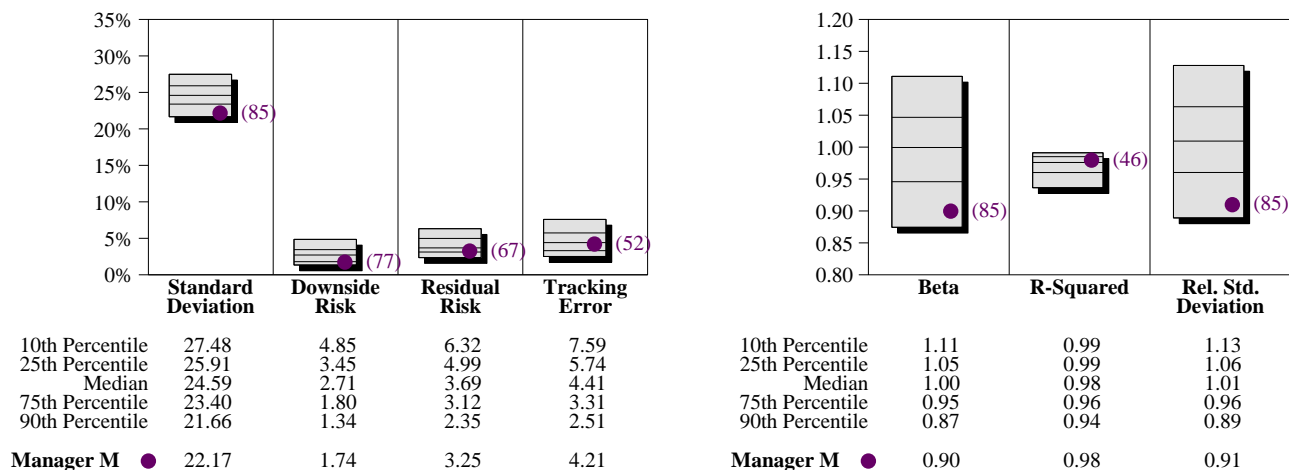 35%
30%
25%
20%
15%
10%
5%
0%
(85)
(77)
(67)
(52)
Standard Deviation
Downside Risk
Residual Risk
Tracking Error
10th Percentile 27.48 4.85 6.32 7.59
25th Percentile 25.91 3.45 4.99 5.74
Median 24.59 2.71 3.69 4.41
75th Percentile 23.40 1.80 3.12 3.31
90th Percentile 21.66 1.34 2.35 2.51
Manager M 22.17 1.74 3.25 4.21
1.20
1.15
1.10
1.05
1.00
0.95
0.90
0.85
0.80
(85)
(46)
(85)
Beta
R-Squared
Rel. Std. Deviation
10th Percentile 1.11 0.99 1.13
25th Percentile 1.05 0.99 1.06
Median 1.00 0.98 1.01
75th Percentile 0.95 0.96 0.96
90th Percentile 0.87 0.94 0.89
Manager M 0.90 0.98 0.91